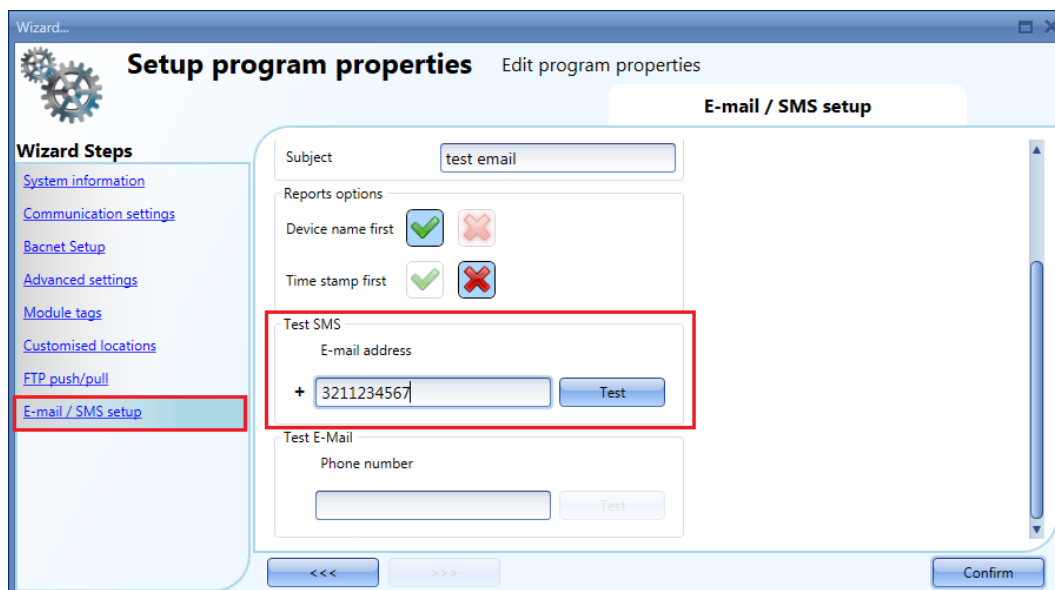 Wizard...
Setup program properties Edit program properties
E-mail / SMS setup
Wizard Steps
System information
Communication settings
Bacnet Setup
Advanced settings
Module tags
Customised locations
FTP push/pull
E-mail / SMS setup
Subject test email
Reports options
Device name first
Time stamp first
Test SMS
E-mail address
+ 3211234567 Test
Test E-Mail
Phone number
Test
<<< >>> Confirm